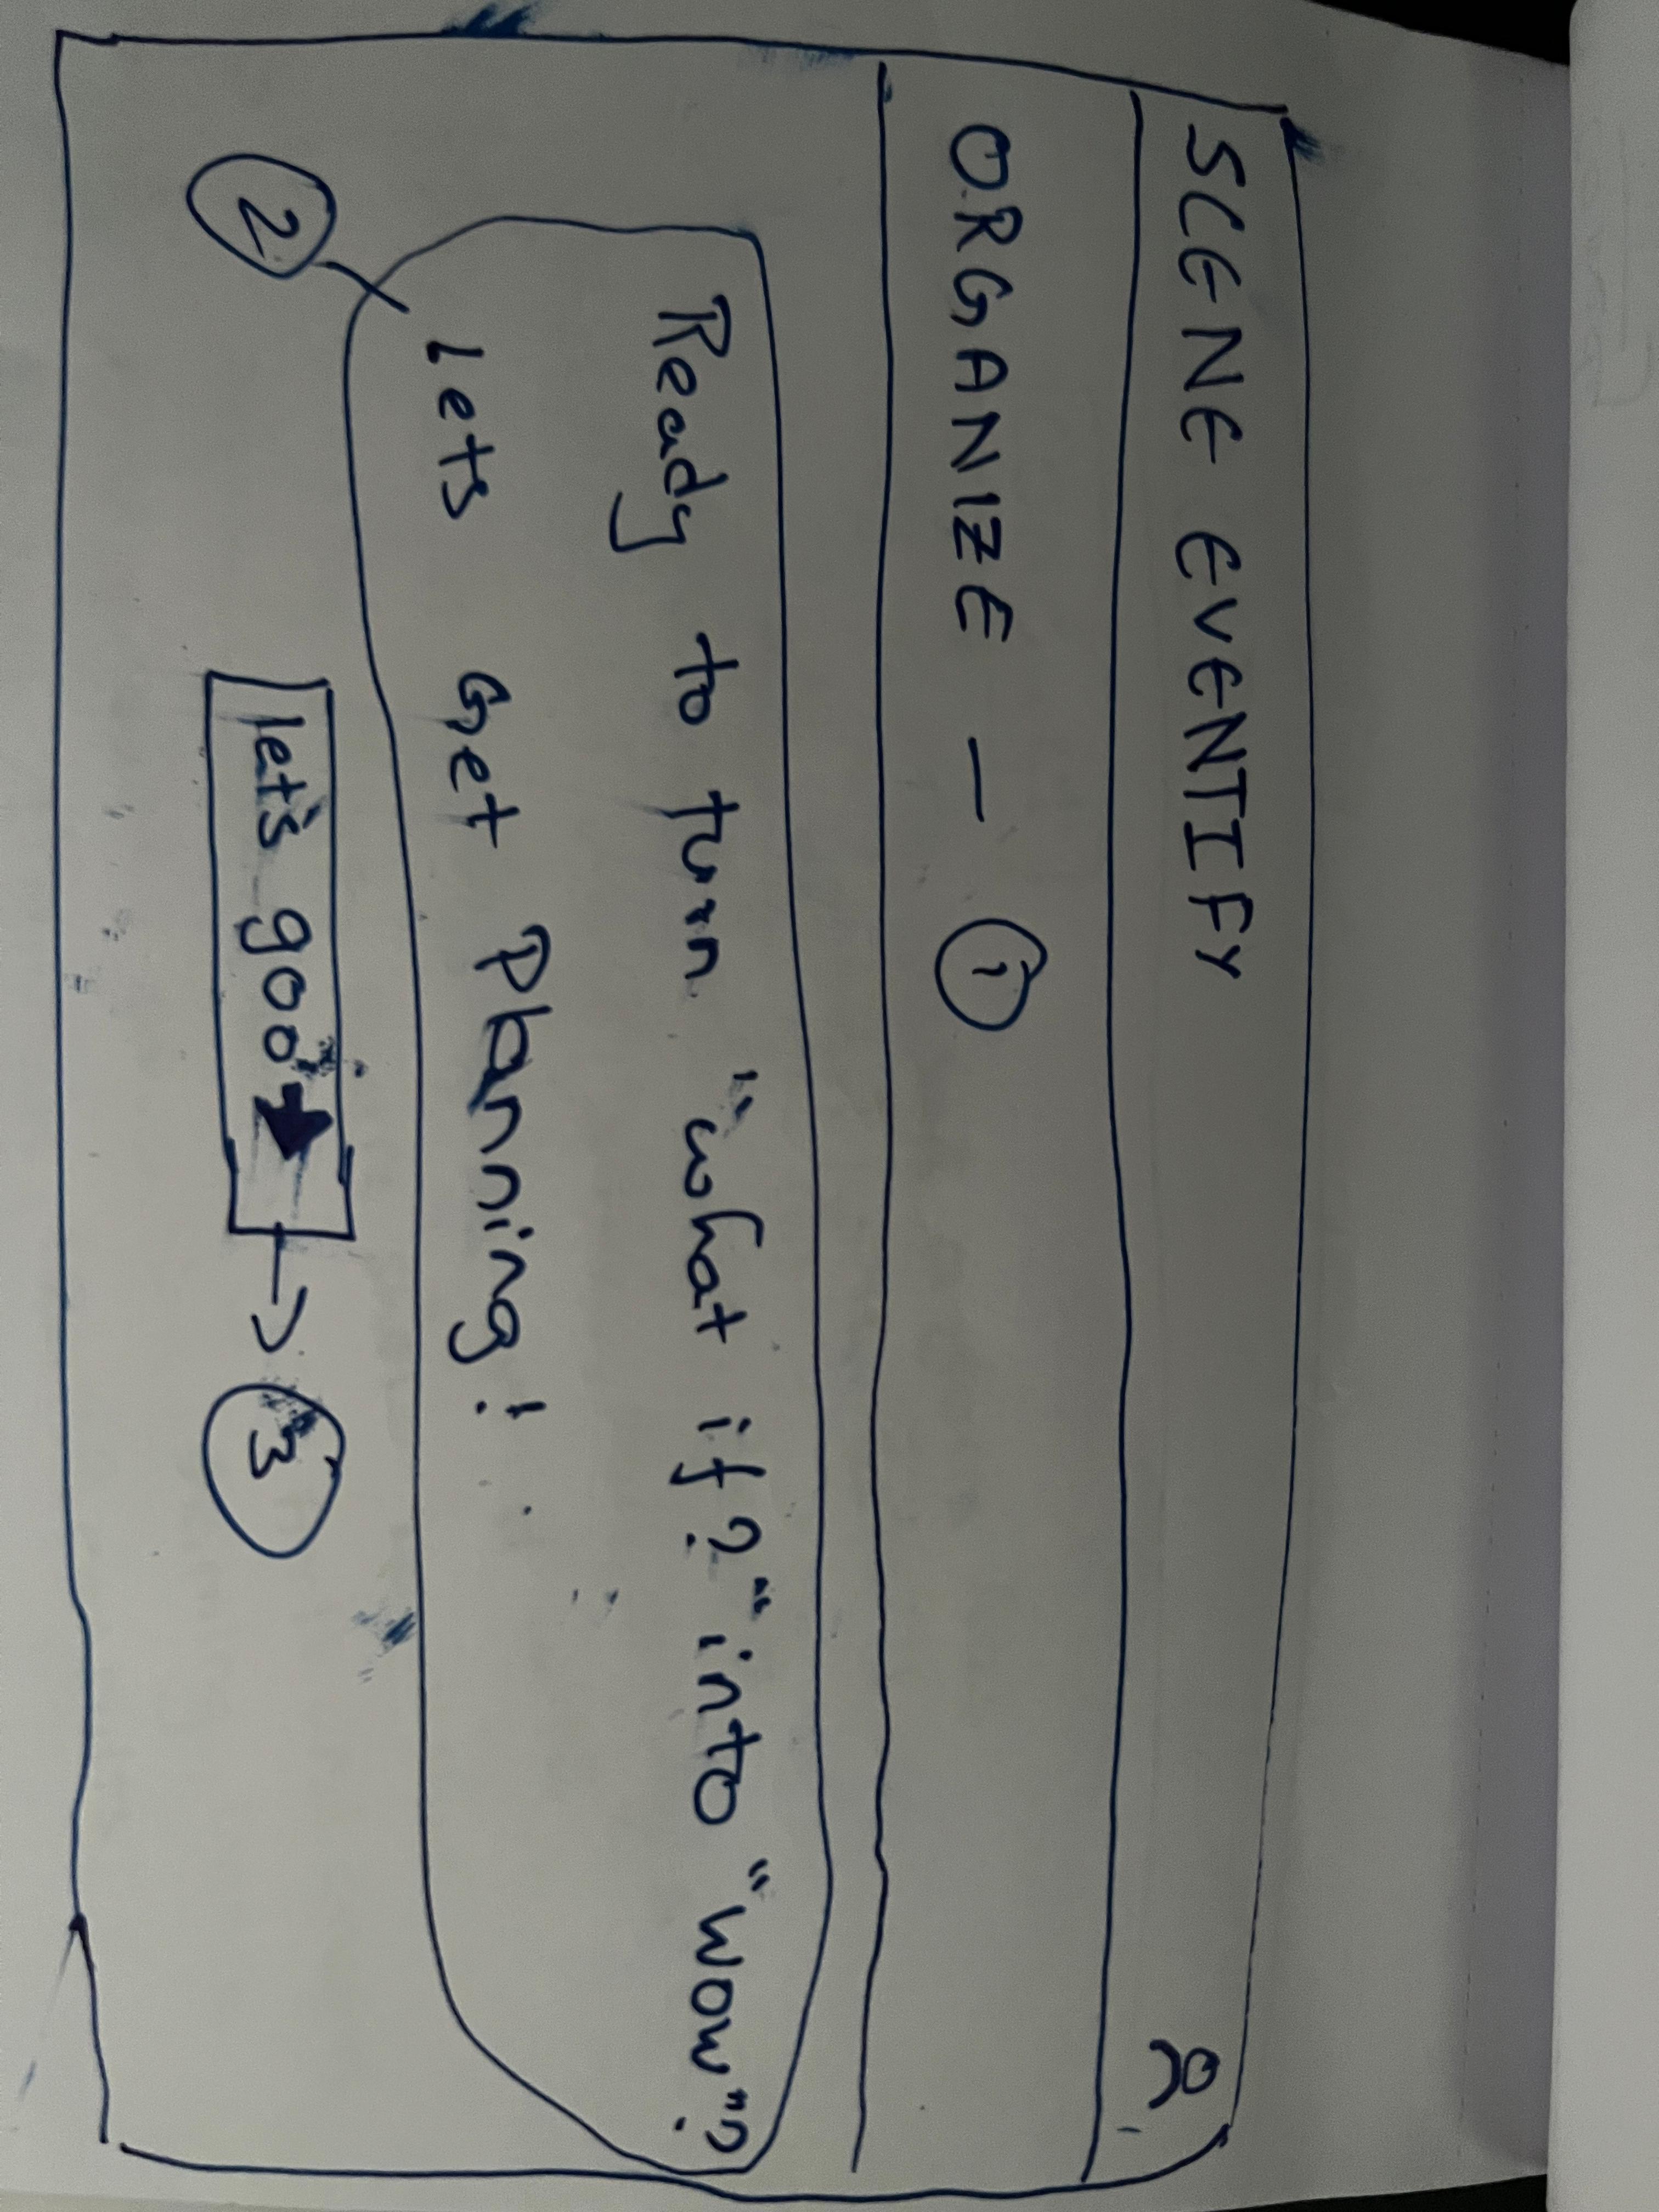 SCENE EVENTIFY
ORGANIZE — 1
Ready to turn "what if?" into "wow"?
Lets Get Planning!
2
let's goo → 3